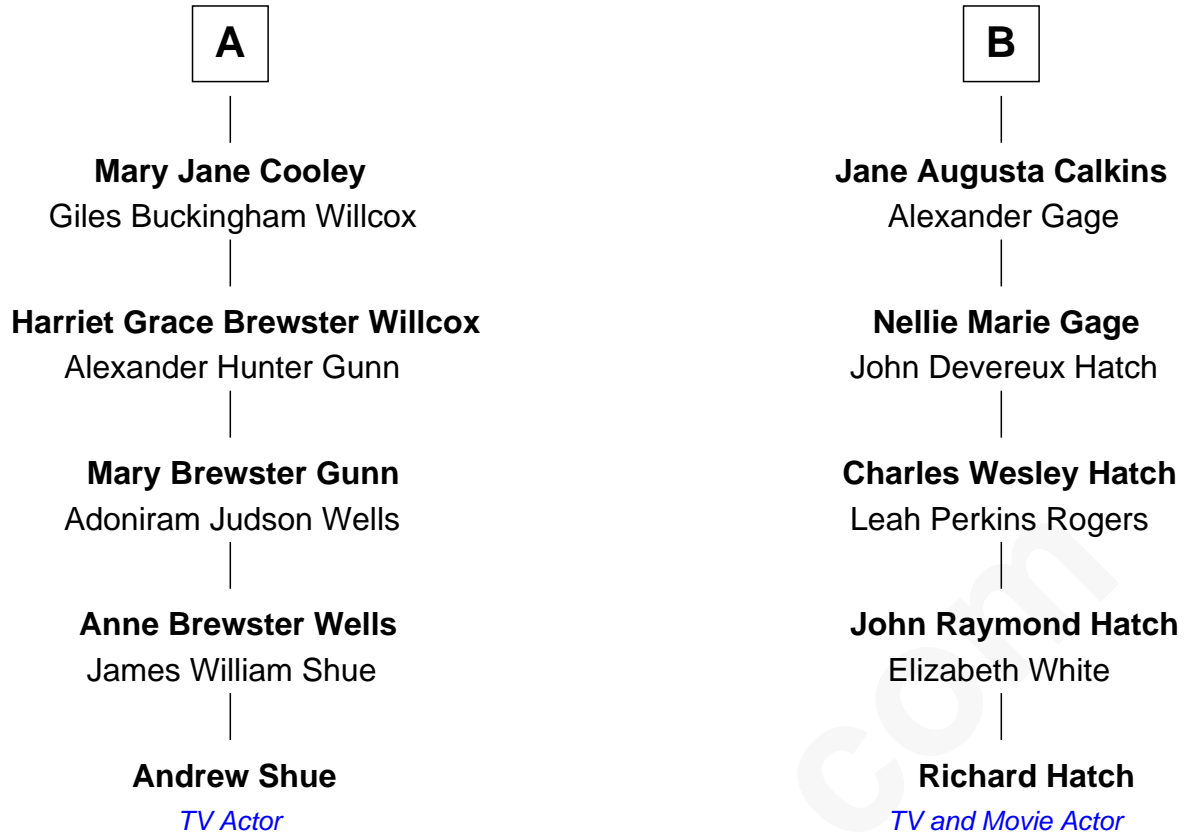 A
Mary Jane Cooley
Giles Buckingham Willcox
Harriet Grace Brewster Willcox
Alexander Hunter Gunn
Mary Brewster Gunn
Adoniram Judson Wells
Anne Brewster Wells
James William Shue
Andrew Shue
TV Actor
B
Jane Augusta Calkins
Alexander Gage
Nellie Marie Gage
John Devereux Hatch
Charles Wesley Hatch
Leah Perkins Rogers
John Raymond Hatch
Elizabeth White
Richard Hatch
TV and Movie Actor
com